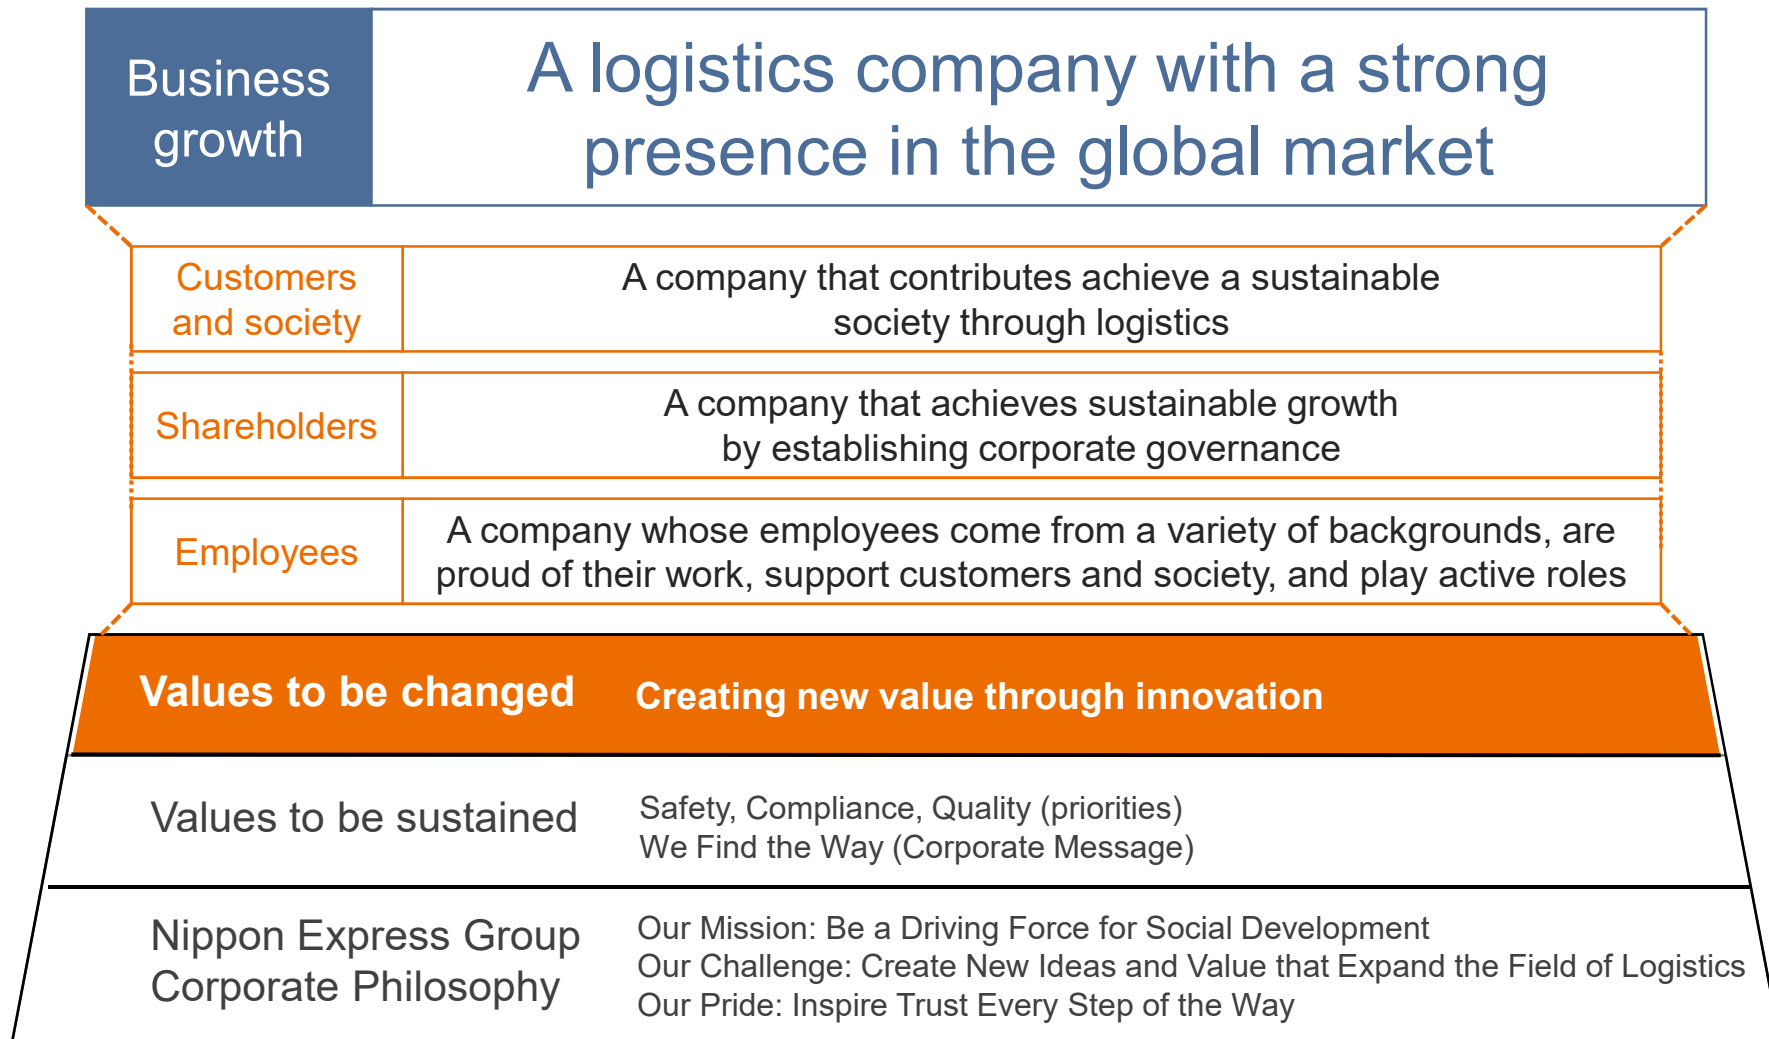 Business
growth
A logistics company with a strong
presence in the global market
Customers
and society
A company that contributes achieve a sustainable
society through logistics
Shareholders
A company that achieves sustainable growth
by establishing corporate governance
Employees
A company whose employees come from a variety of backgrounds, are
proud of their work, support customers and society, and play active roles
Values to be changed
Creating new value through innovation
Values to be sustained
Safety, Compliance, Quality (priorities)
We Find the Way (Corporate Message)
Nippon Express Group
Corporate Philosophy
Our Mission: Be a Driving Force for Social Development
Our Challenge: Create New Ideas and Value that Expand the Field of Logistics
Our Pride: Inspire Trust Every Step of the Way